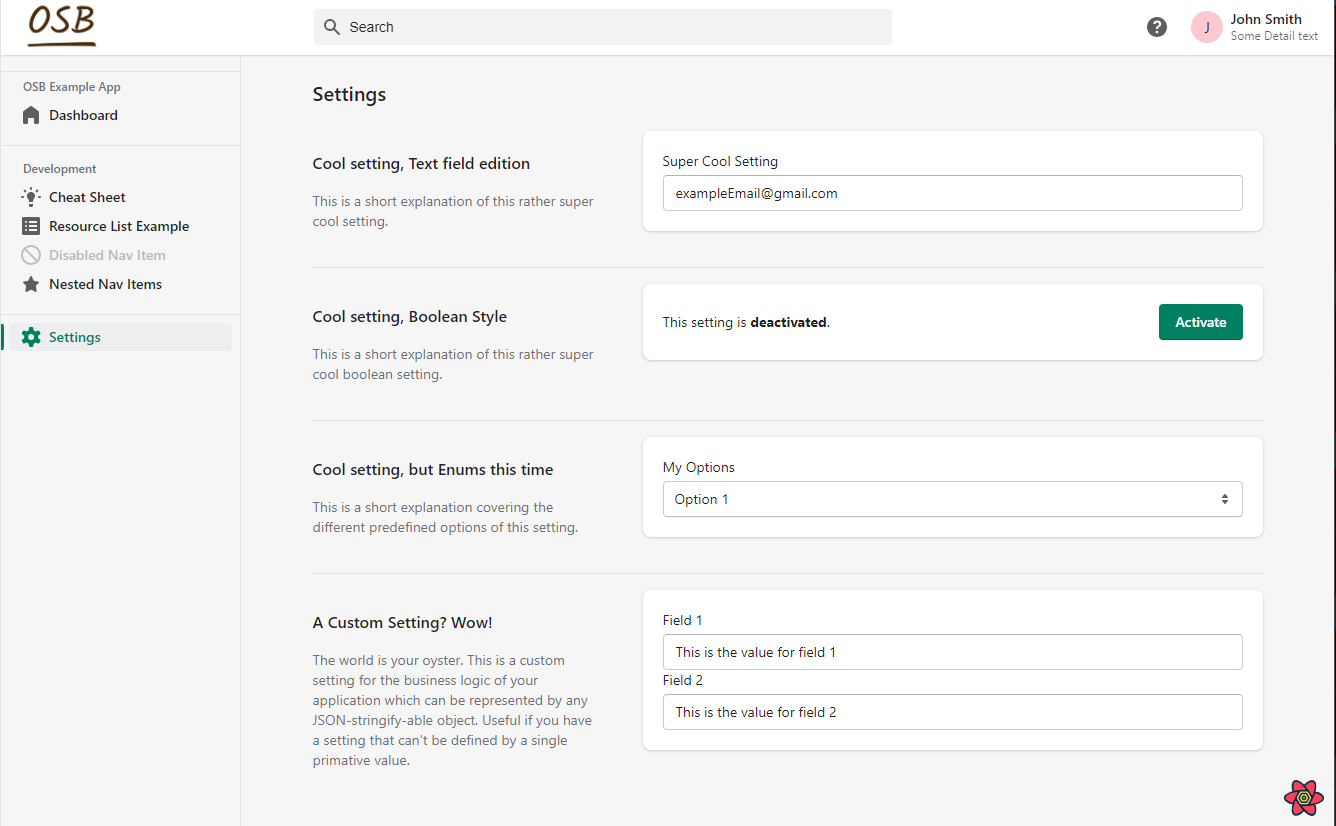 OSB
Search
?
J
John Smith
Some Detail text
OSB Example App
Dashboard
Development
Cheat Sheet
Resource List Example
Disabled Nav Item
Nested Nav Items
Settings
Settings
Cool setting, Text field edition
This is a short explanation of this rather super
cool setting.
Super Cool Setting
exampleEmail@gmail.com
Cool setting, Boolean Style
This is a short explanation of this rather super
cool boolean setting.
This setting is deactivated.
Activate
Cool setting, but Enums this time
This is a short explanation covering the
different predefined options of this setting.
My Options
Option 1
A Custom Setting? Wow!
The world is your oyster. This is a custom
setting for the business logic of your
application which can be represented by any
JSON-stringify-able object. Useful if you have
a setting that can't be defined by a single
primative value.
Field 1
This is the value for field 1
Field 2
This is the value for field 2